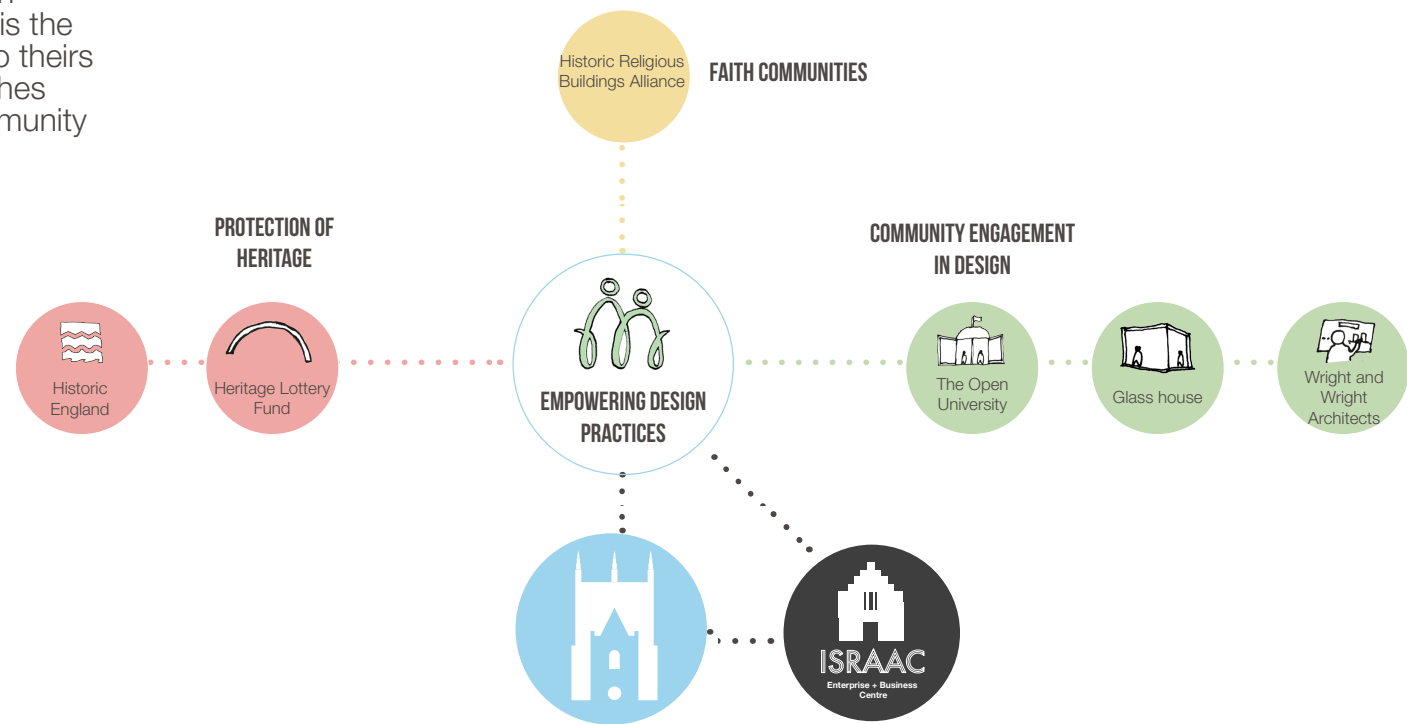 is the
theirs
munity
Historic Religious
Buildings Alliance
FAITH COMMUNITIES
PROTECTION OF
HERITAGE
COMMUNITY ENGAGEMENT
IN DESIGN
Historic
England
Heritage Lottery
Fund
EMPOWERING DESIGN
PRACTICES
The Open
University
Glass house
Wright and
Wright
Architects
ISRAAC
Enterprise + Business
Centre